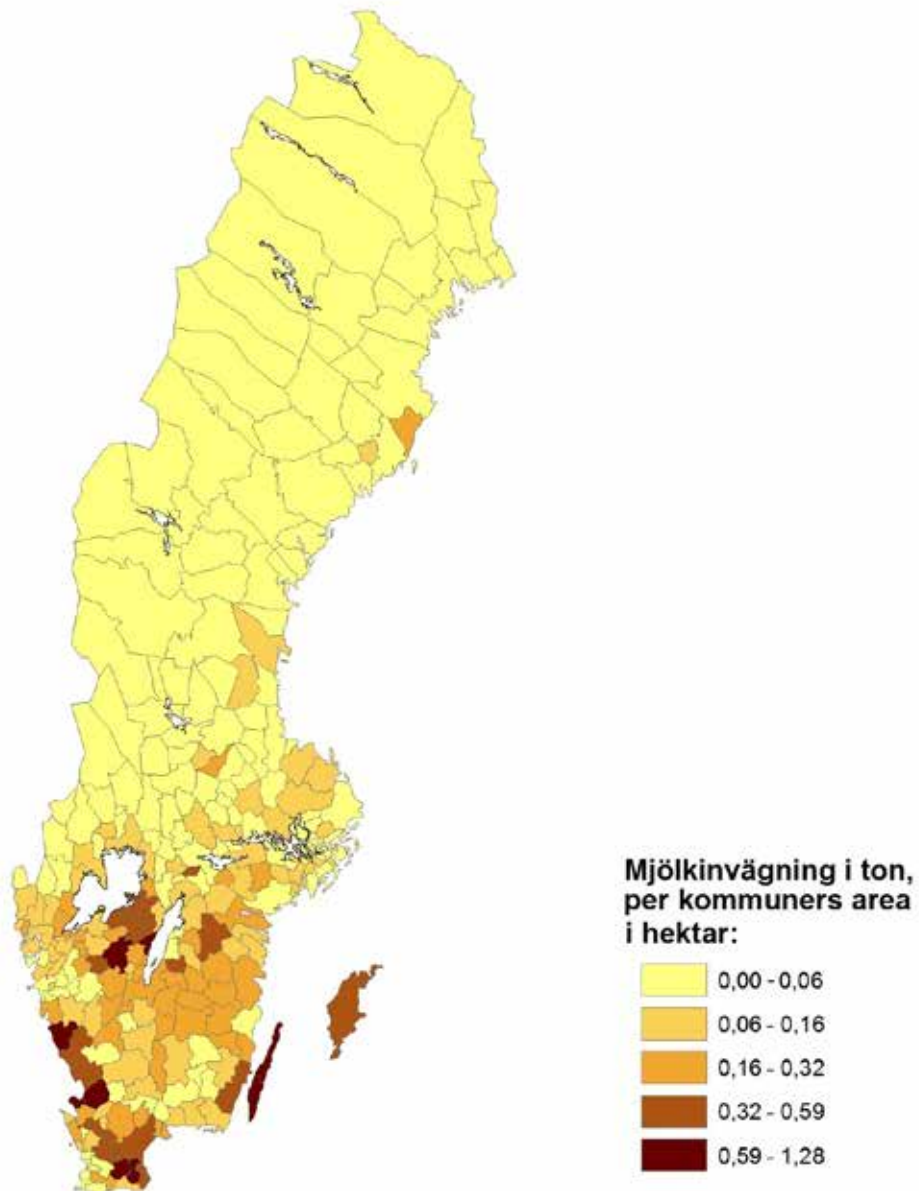 Mjölkinvägning i ton,
per kommuners area
i hektar:
0,00 - 0,06
0,06 - 0,16
0,16 - 0,32
0,32 - 0,59
0,59 - 1,28